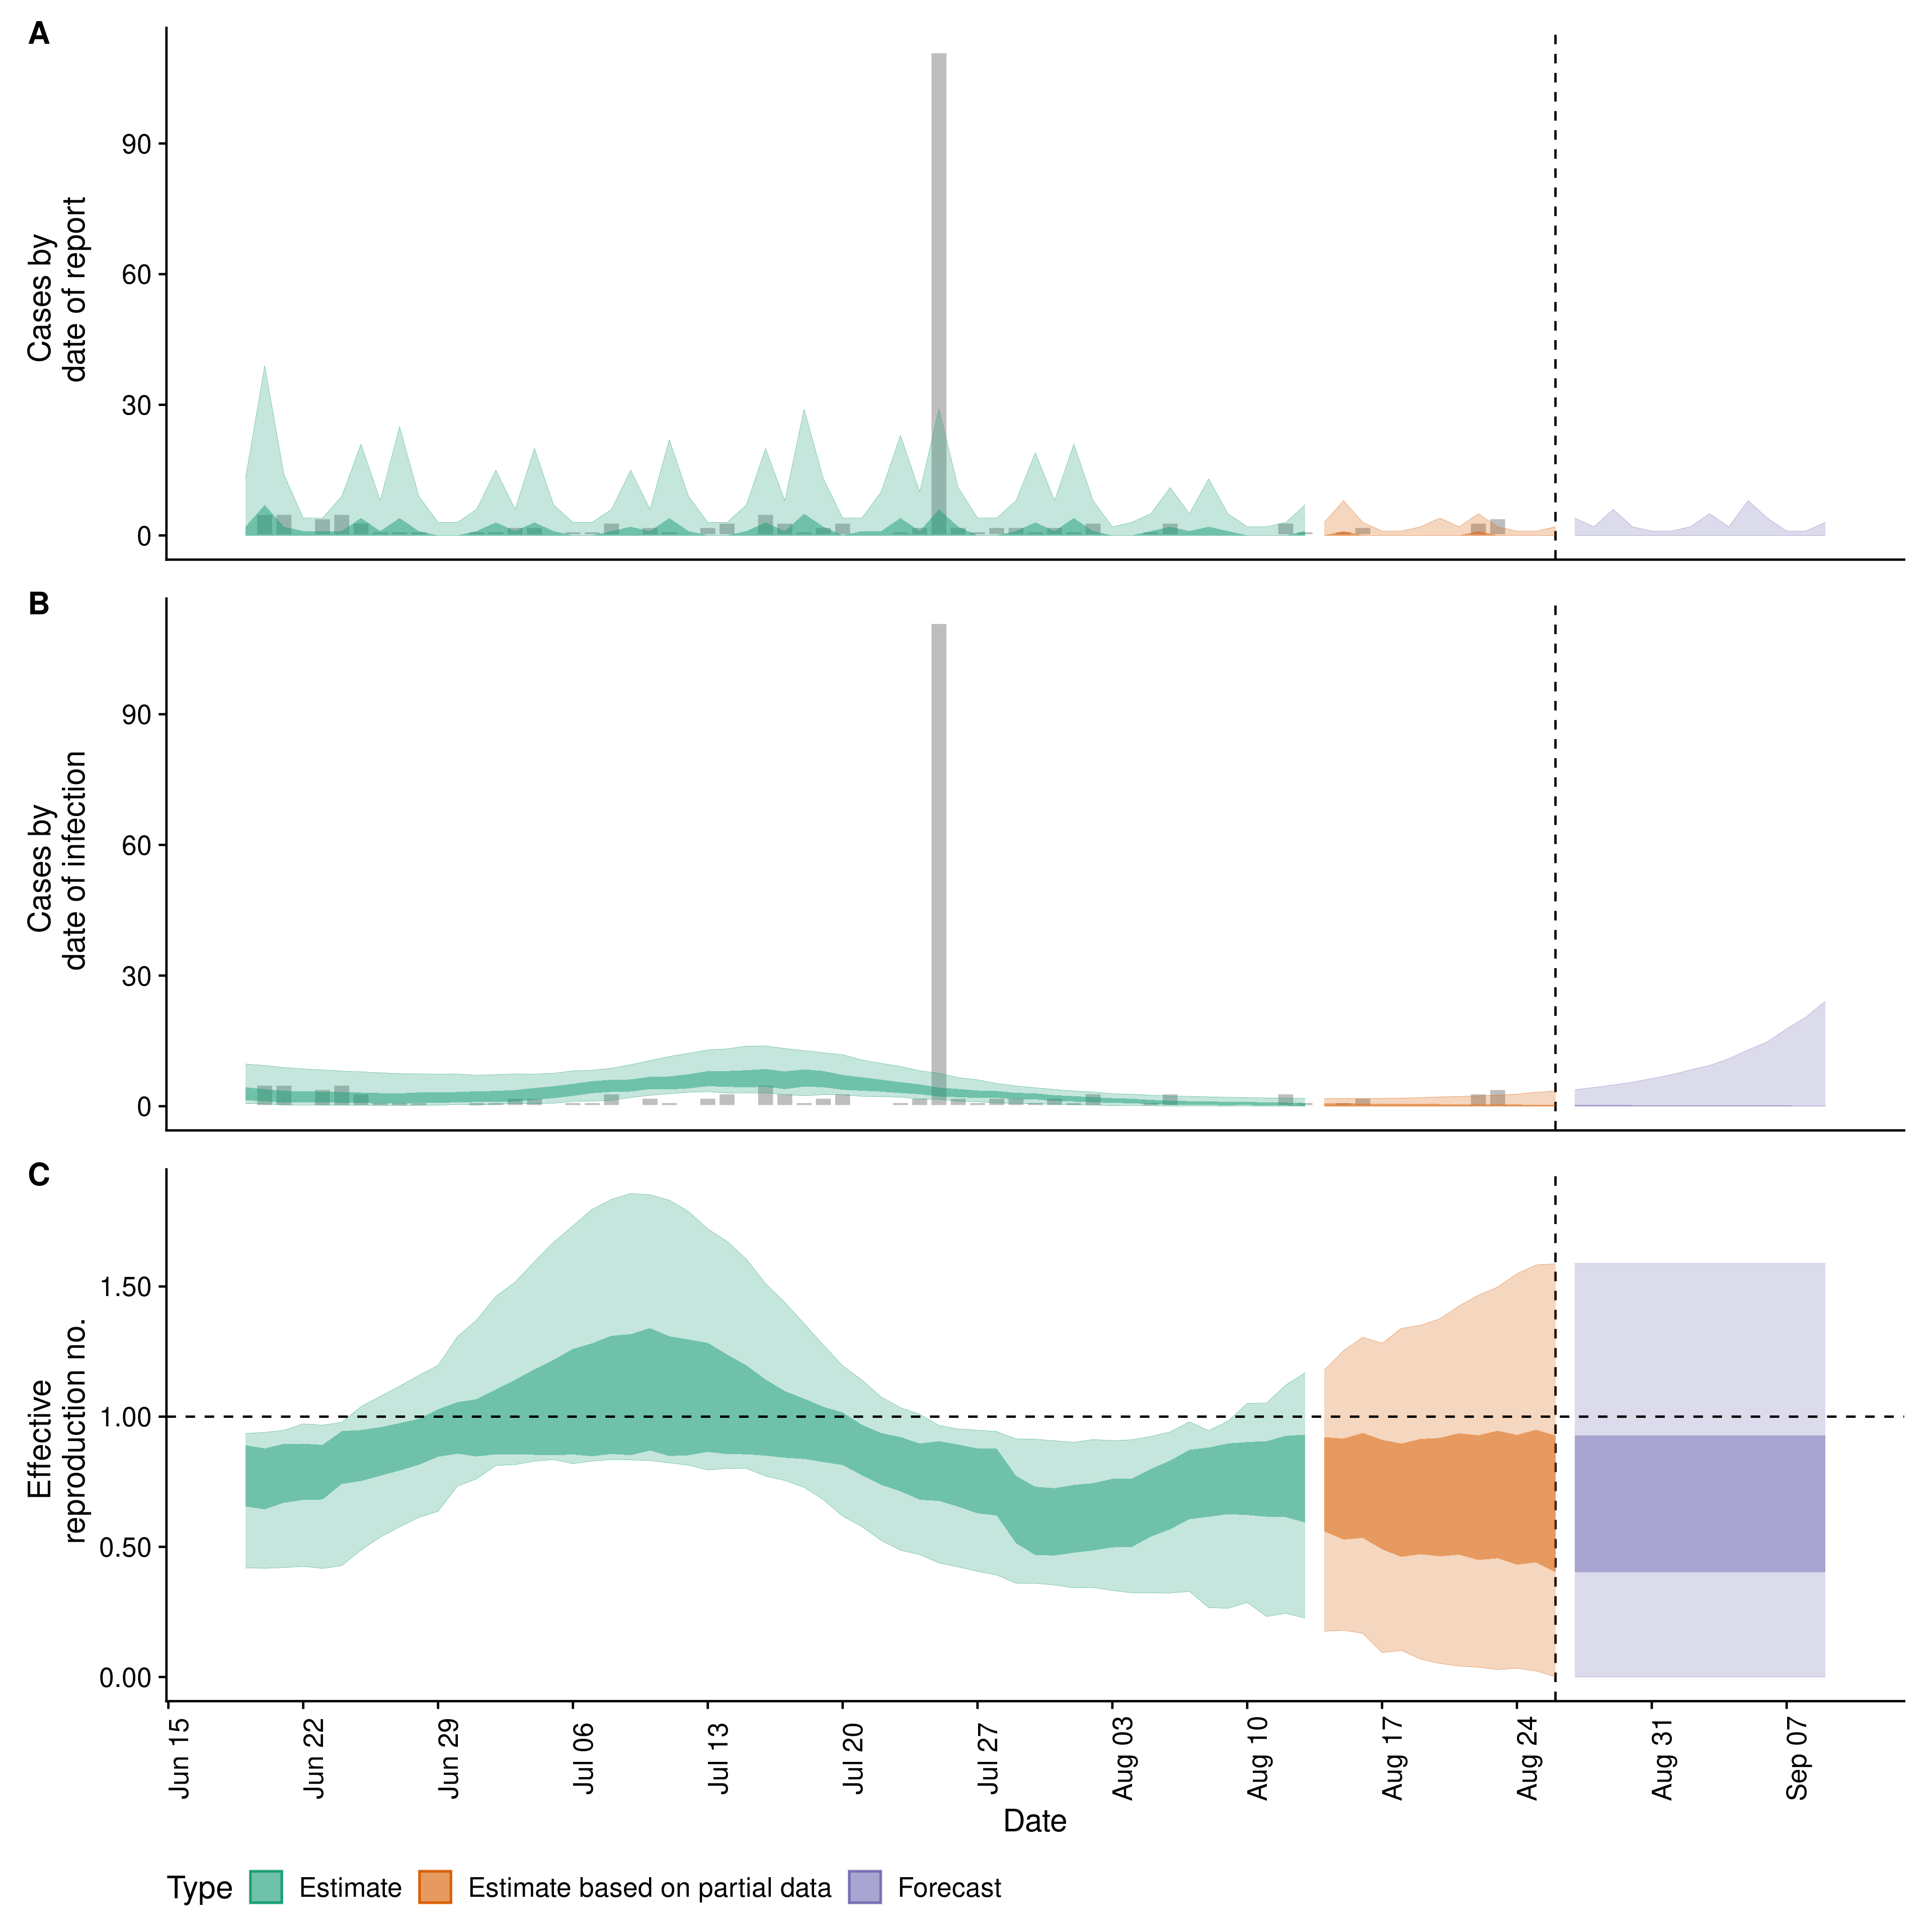 A
Cases by
date of report
90
60
30
0
B
Cases by
date of infection
90
60
30
0
C
Effective
reproduction no.
1.50
1.00
0.50
0.00
Jun 15
Jun 22
Jun 29
Jul 06
Jul 13
Jul 20
Jul 27
Aug 03
Aug 10
Aug 17
Aug 24
Aug 31
Sep 07
Date
Type Estimate Estimate based on partial data Forecast